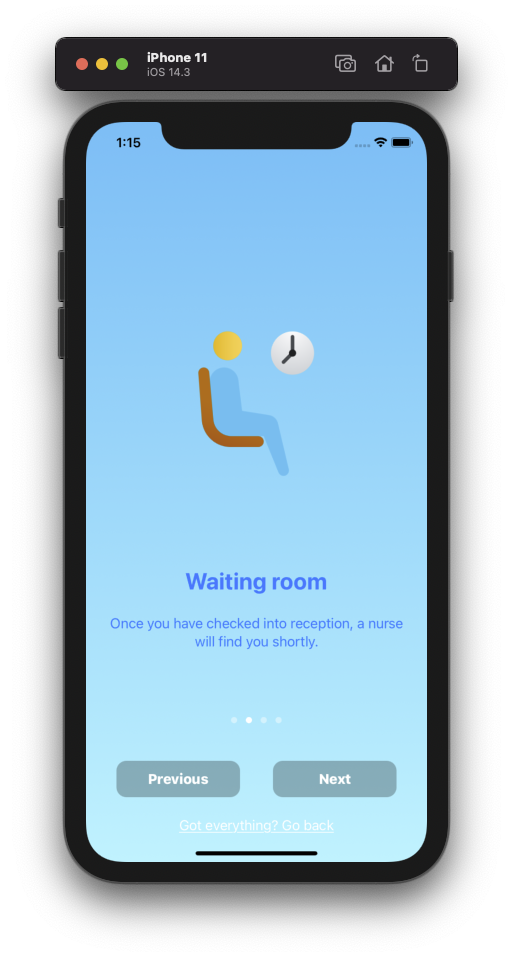 iPhone 11
iOS 14.3
1:15
Waiting room
Once you have checked into reception, a nurse
will find you shortly.
Previous
Next
Got everything? Go back